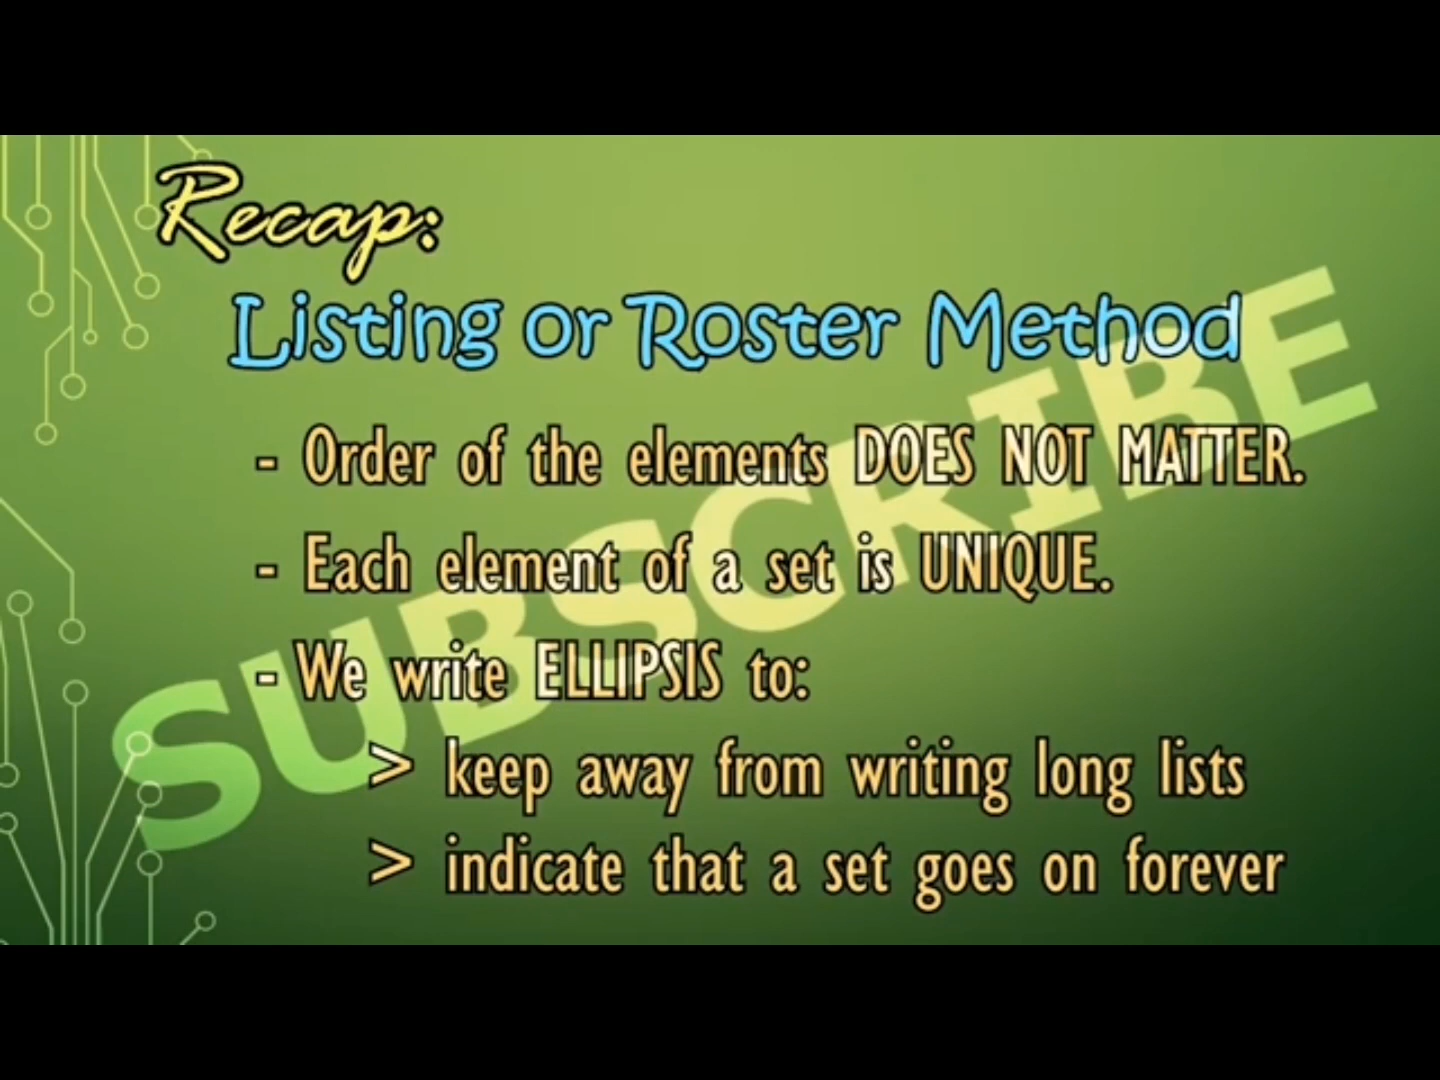 Recap:
Listing or Roster Method
- Order of the elements DOES NOT MATTER.
- Each element of a set is UNIQUE.
- We write ELLIPSIS to:
> keep away from writing long lists
> indicate that a set goes on forever
SUBSCRIBE